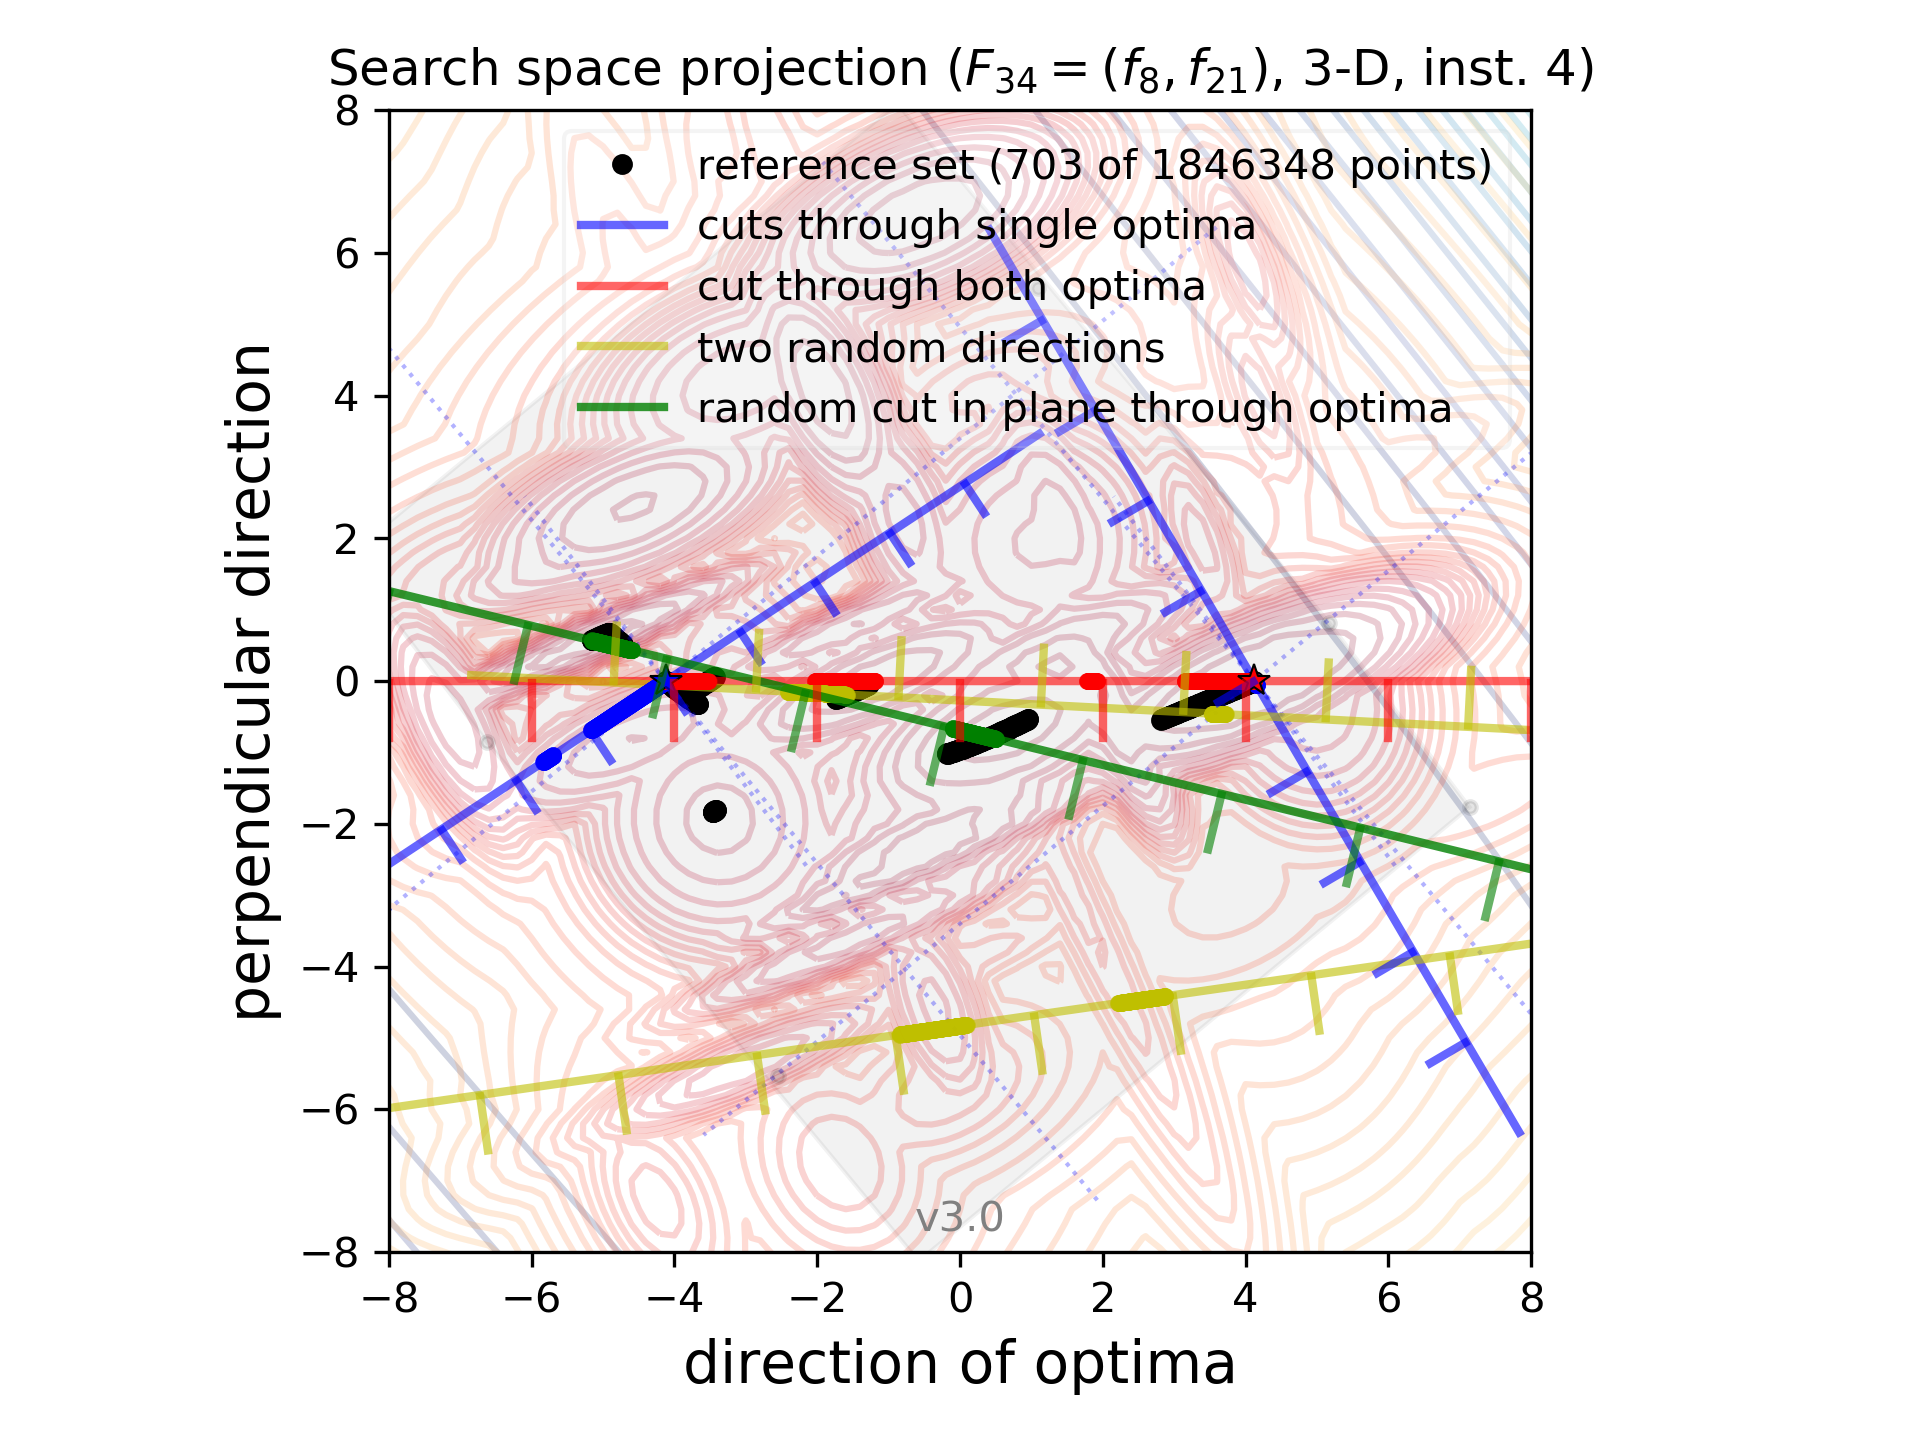 Search space projection (F34 = (f8, f21), 3-D, inst. 4)
reference set (703 of 1846348 points)
cuts through single optima
cut through both optima
two random directions
random cut in plane through optima
8
6
4
2
0
−2
−4
−6
−8
perpendicular direction
v3.0
−8 −6 −4 −2 0 2 4 6 8
direction of optima